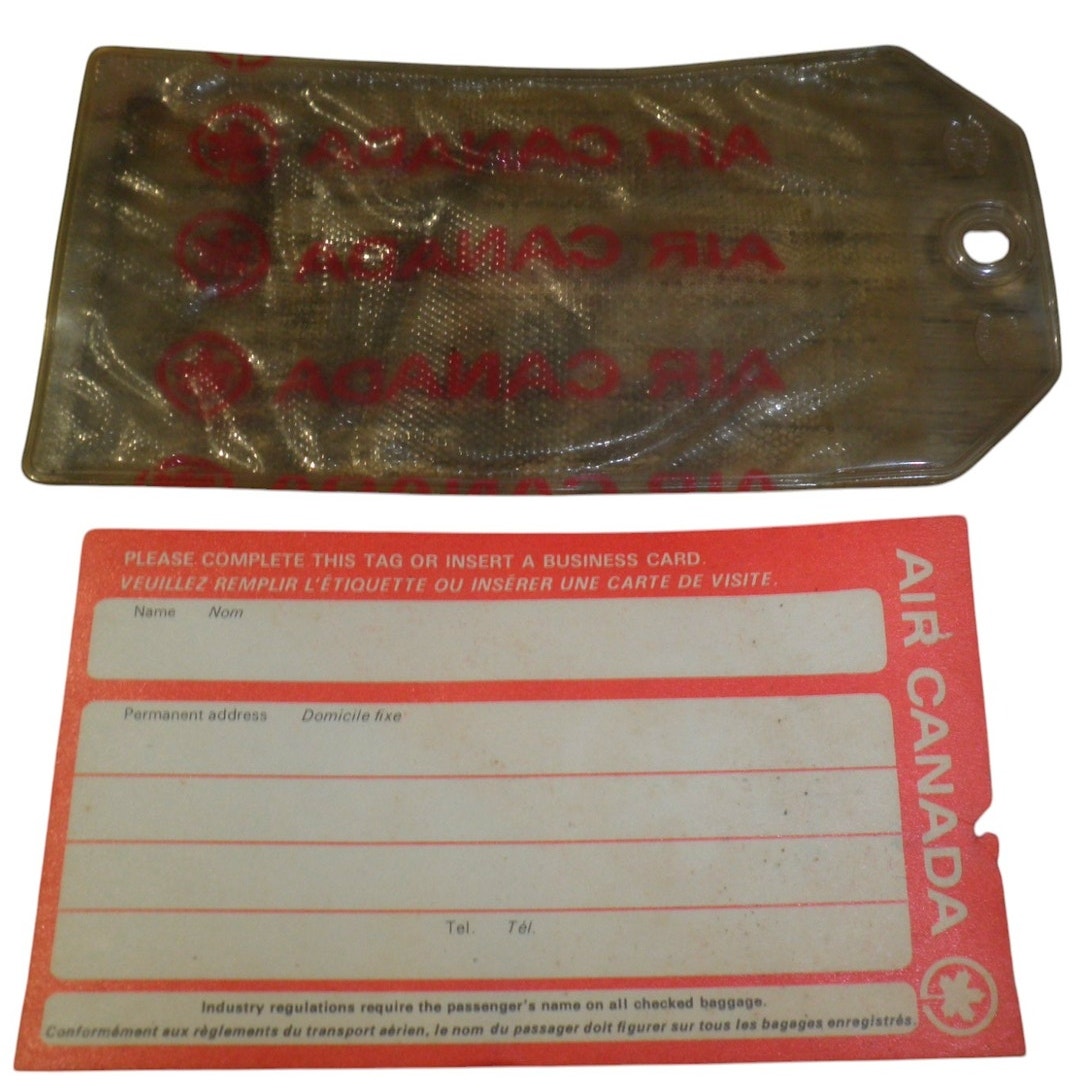 AIR CANADA
AIR CANADA
AIR CANADA
AIR CANADA
PLEASE COMPLETE THIS TAG OR INSERT A BUSINESS CARD.
VEUILLEZ REMPLIR L'ÉTIQUETTE OU INSÉRER UNE CARTE DE VISITE.
Name Nom
Permanent address Domicile fixe
Tel. Tél.
Industry regulations require the passenger's name on all checked baggage.
Conformément aux règlements du transport aérien, le nom du passager doit figurer sur tous les bagages enregistrés.
AIR CANADA